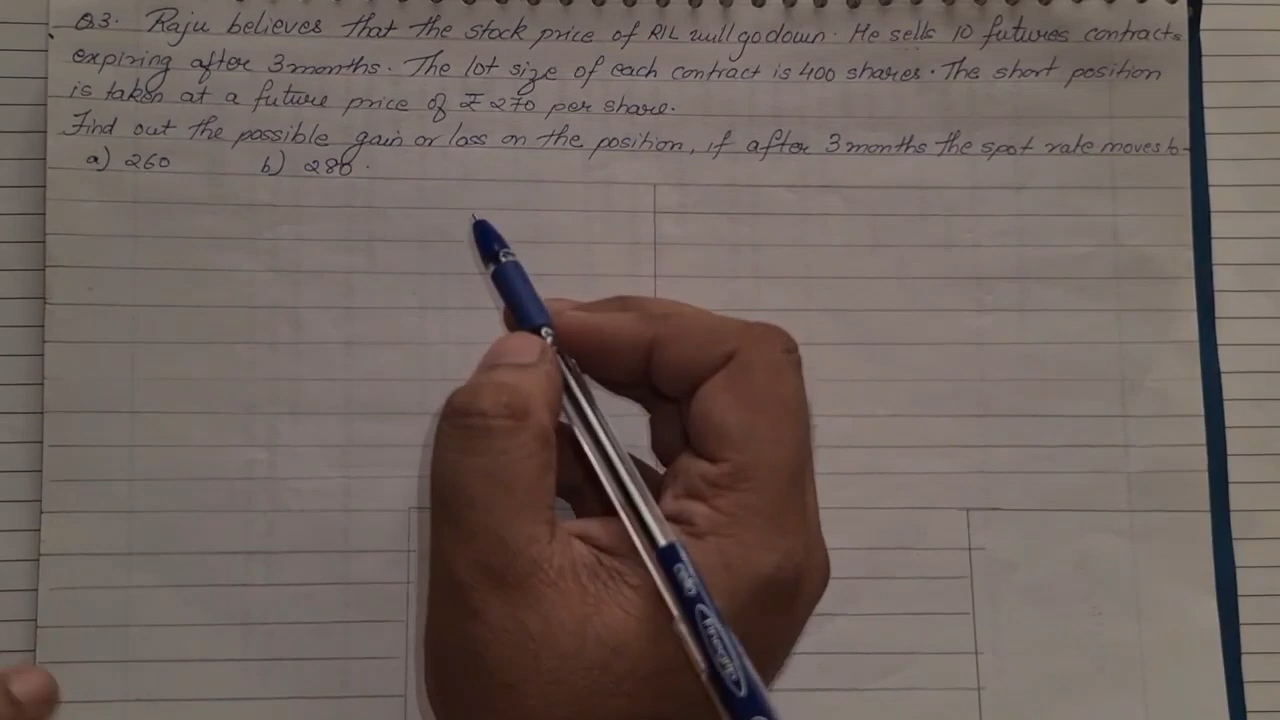 Q3. Raju believes that the stock price of RIL will go down. He sells 10 futures contracts
expiring after 3 months. The lot size of each contract is 400 shares. The short position
is taken at a future price of ₹ 270 per share.
Find out the possible gain or loss on the position, if after 3 months the spot rate moves to-
a) 260 b) 280.
cello
Finegrip